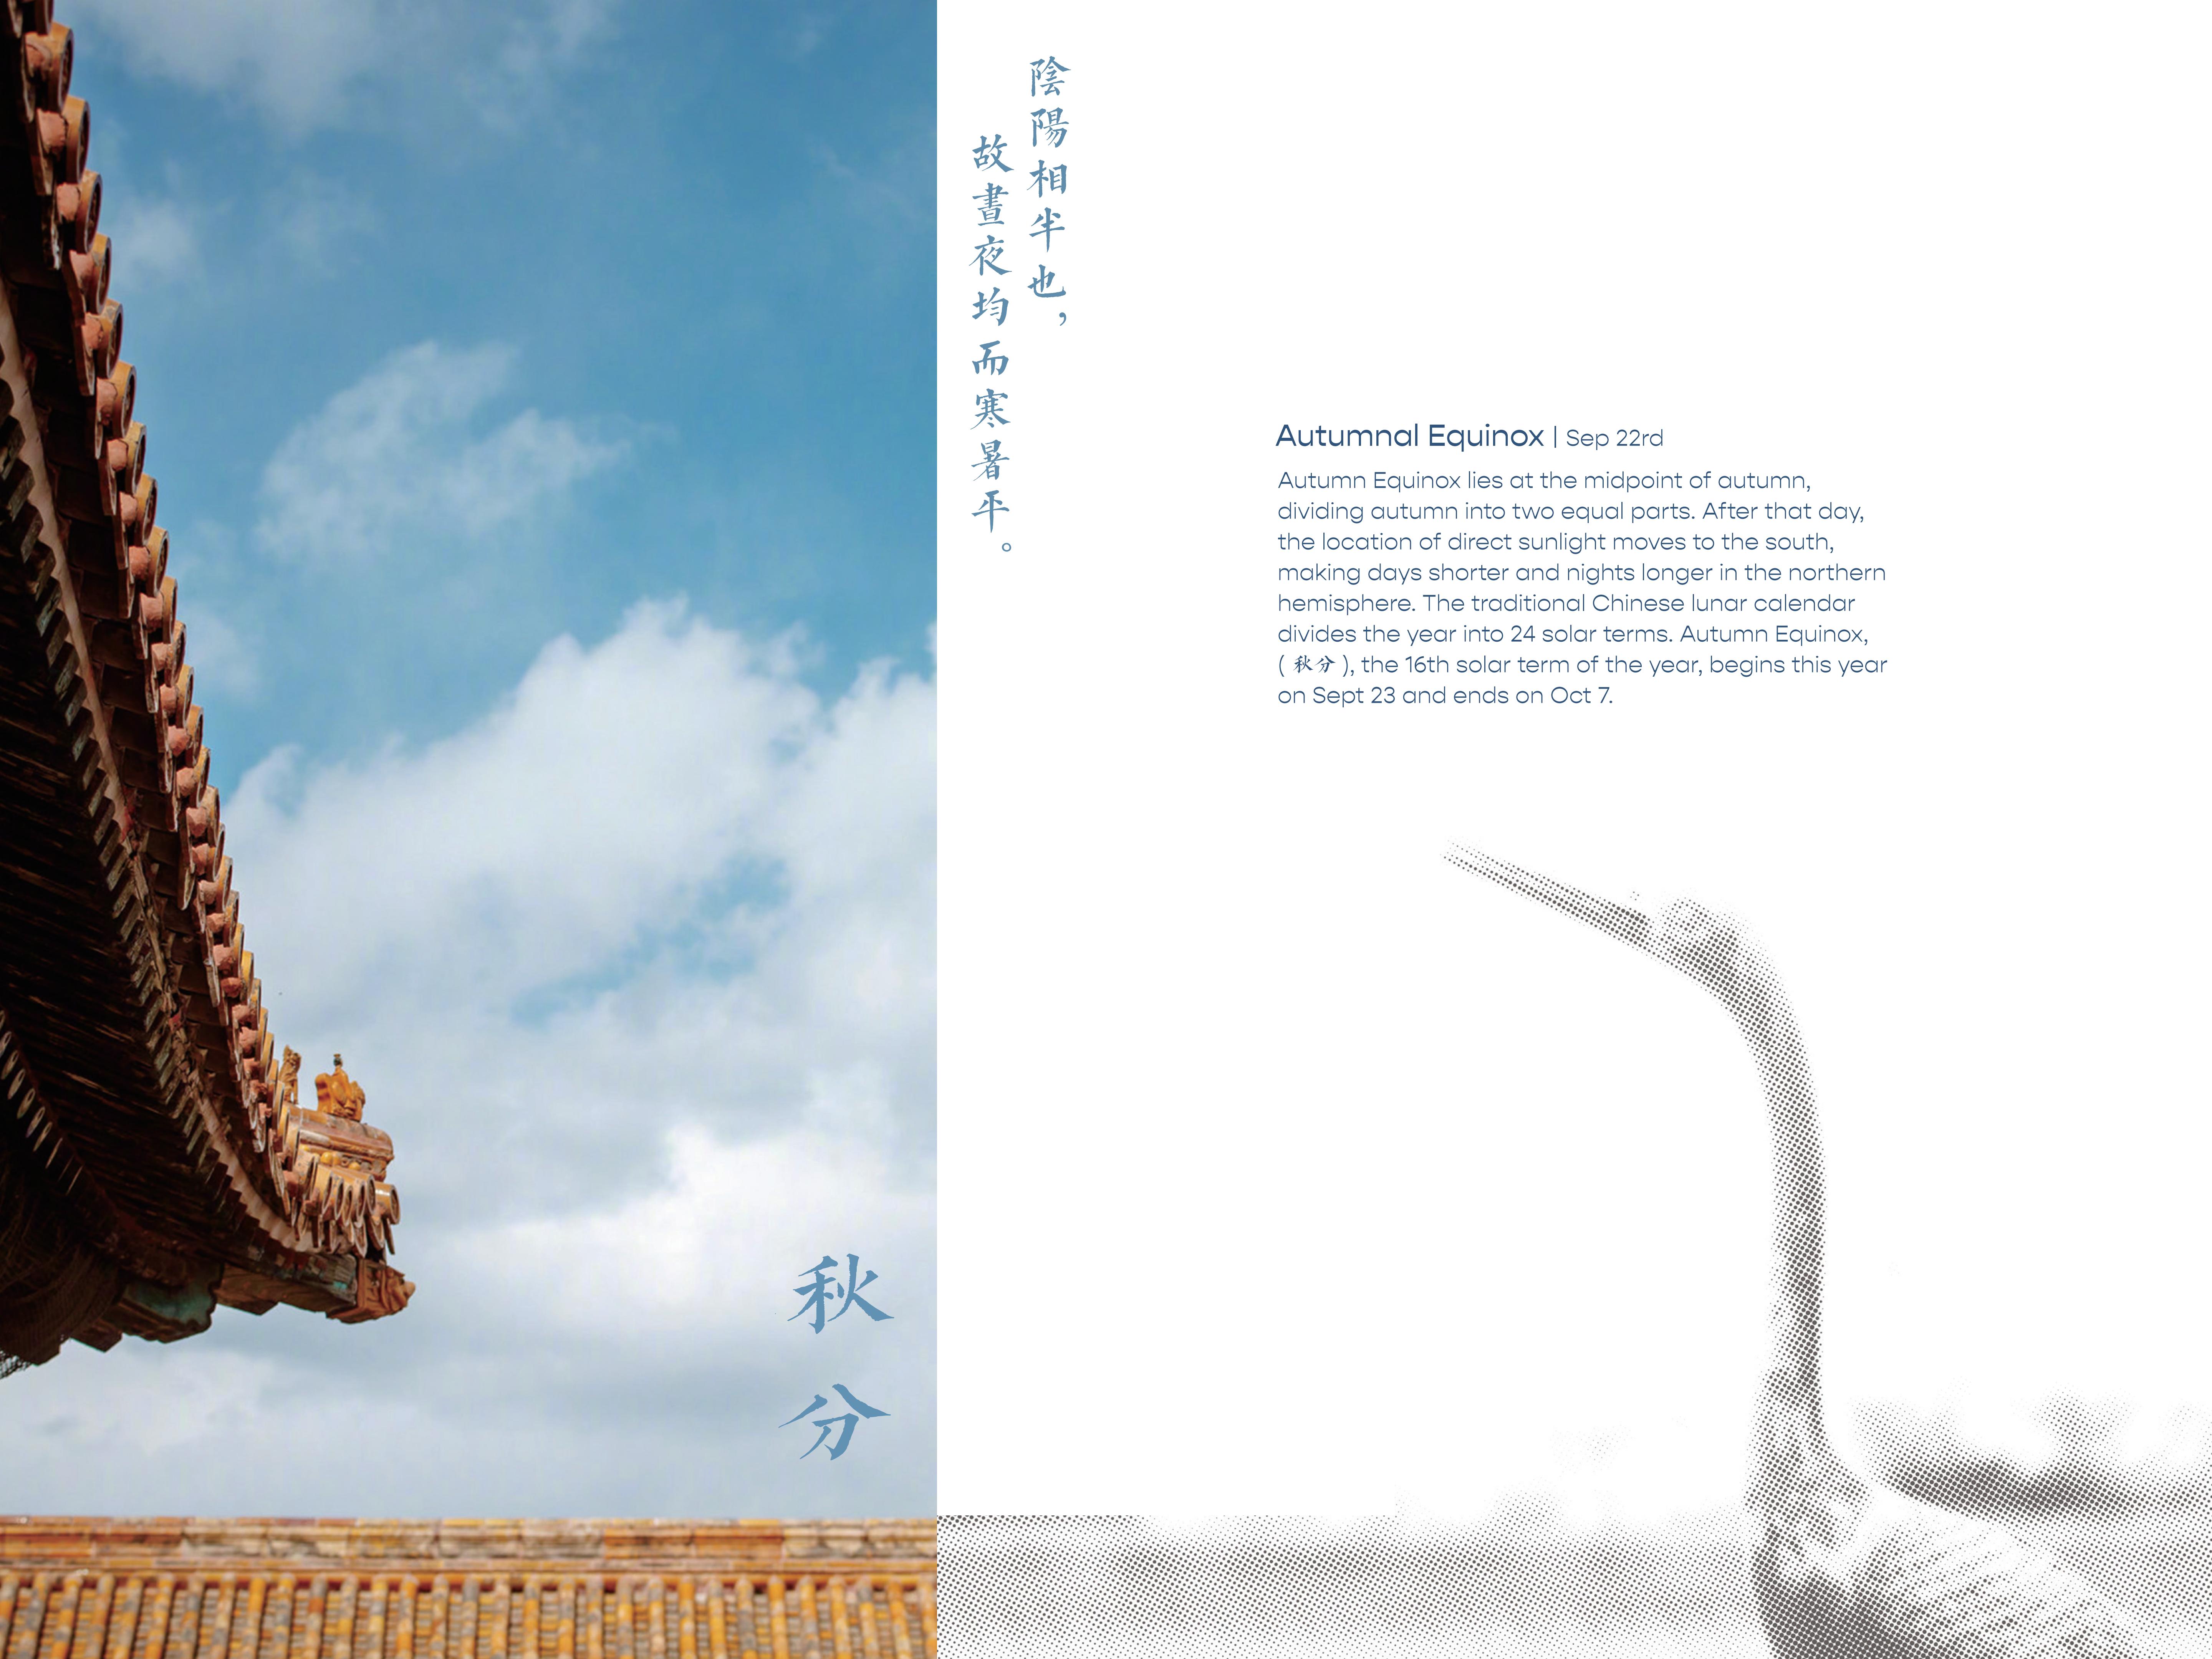 陰陽相半也，
故晝夜均而寒暑平。
Autumnal Equinox | Sep 22rd
Autumn Equinox lies at the midpoint of autumn,
dividing autumn into two equal parts. After that day,
the location of direct sunlight moves to the south,
making days shorter and nights longer in the northern
hemisphere. The traditional Chinese lunar calendar
divides the year into 24 solar terms. Autumn Equinox,
( 秋分 ), the 16th solar term of the year, begins this year
on Sept 23 and ends on Oct 7.
秋分